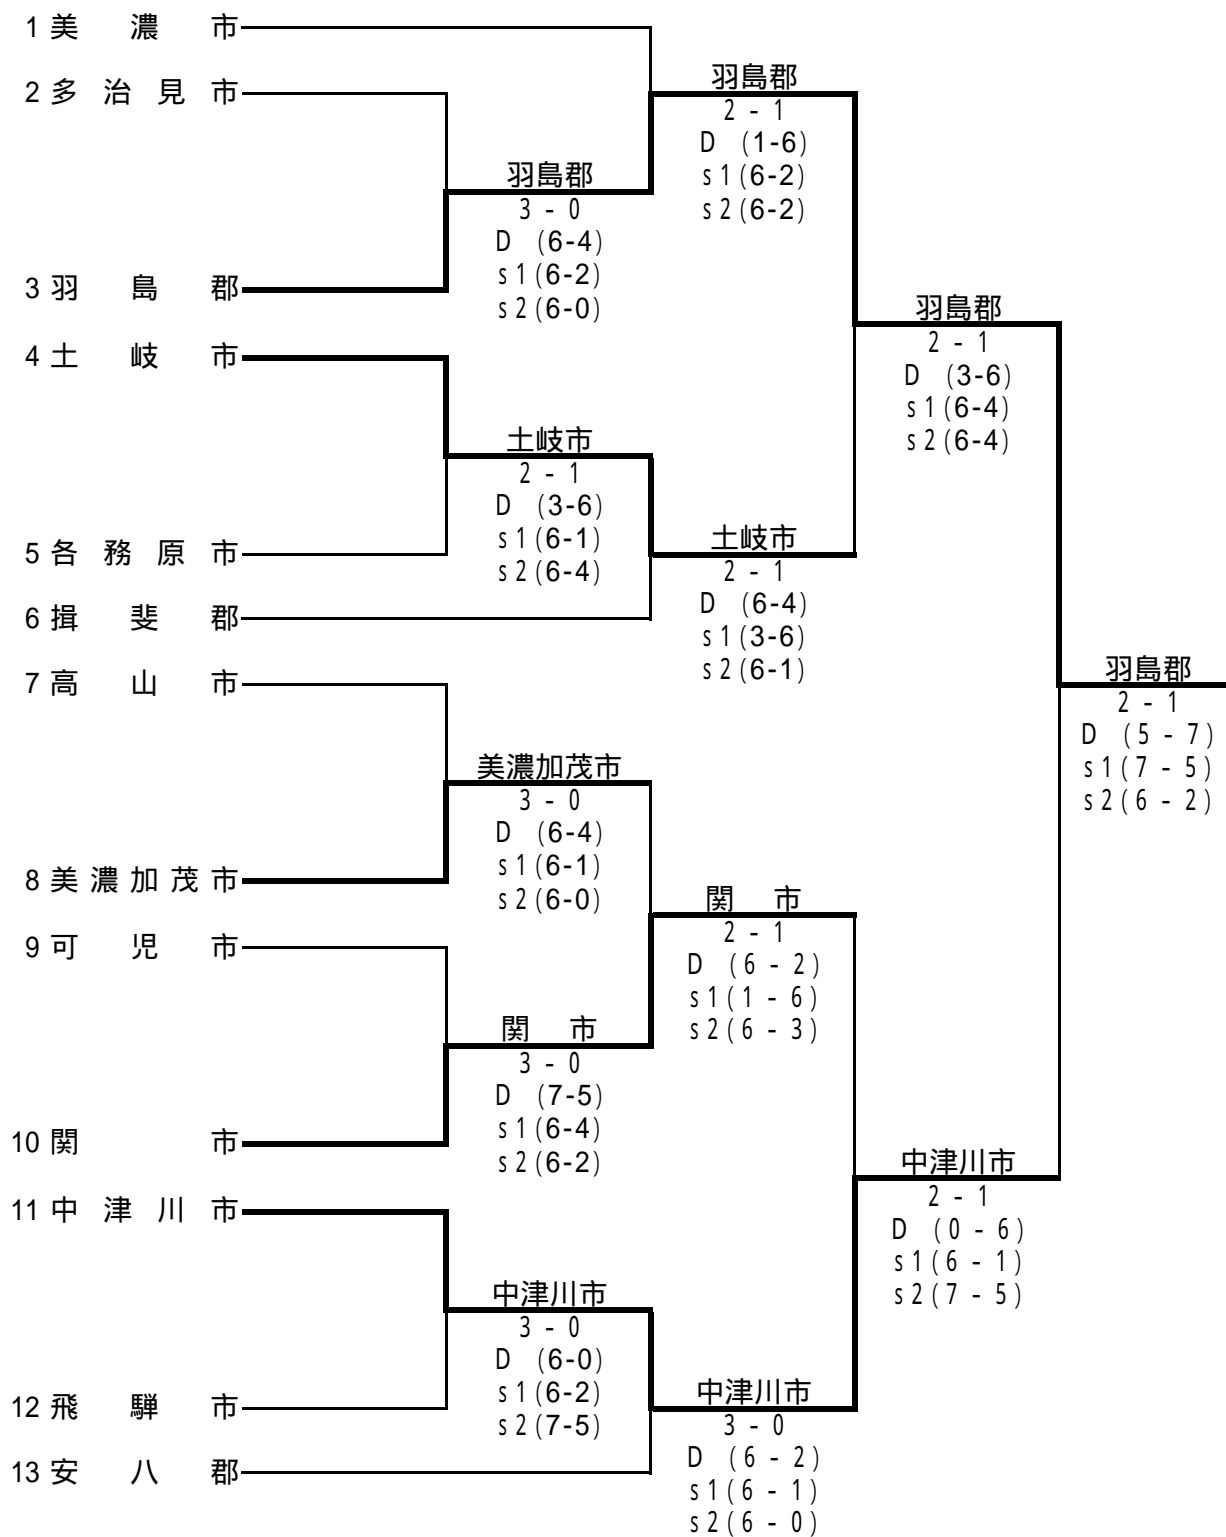 1 美濃市
2 多治見市
3 羽島郡
4 土岐市
5 各務原市
6 揖斐郡
7 高山市
8 美濃加茂市
9 可児市
10 関市
11 中津川市
12 飛騨市
13 安八郡
羽島郡
3 - 0
D (6-4)
s1(6-2)
s2(6-0)
土岐市
2 - 1
D (3-6)
s1(6-1)
s2(6-4)
美濃加茂市
3 - 0
D (6-4)
s1(6-1)
s2(6-0)
関市
3 - 0
D (7-5)
s1(6-4)
s2(6-2)
中津川市
3 - 0
D (6-0)
s1(6-2)
s2(7-5)
羽島郡
2 - 1
D (1-6)
s1(6-2)
s2(6-2)
土岐市
2 - 1
D (6-4)
s1(3-6)
s2(6-1)
関市
2 - 1
D (6 - 2)
s1(1 - 6)
s2(6 - 3)
中津川市
3 - 0
D (6 - 2)
s1(6 - 1)
s2(6 - 0)
羽島郡
2 - 1
D (3-6)
s1(6-4)
s2(6-4)
中津川市
2 - 1
D (0 - 6)
s1(6 - 1)
s2(7 - 5)
羽島郡
2 - 1
D (5 - 7)
s1(7 - 5)
s2(6 - 2)